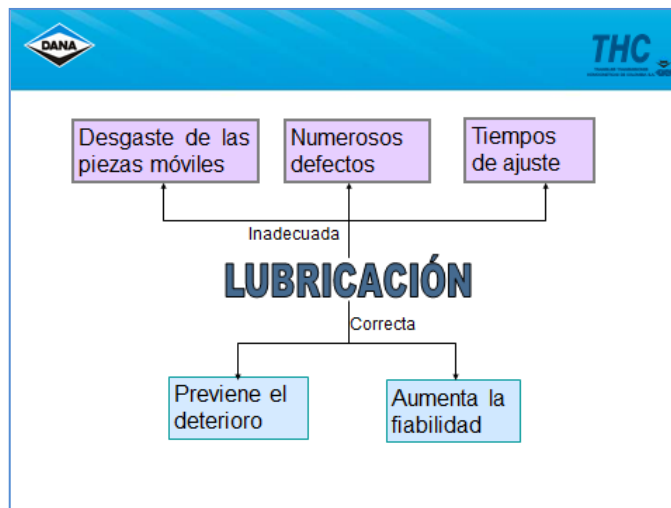 DANA
THC
Desgaste de las
piezas móviles
Numerosos
defectos
Tiempos
de ajuste
Inadecuada
LUBRICACIÓN
Correcta
Previene el
deterioro
Aumenta la
fiabilidad